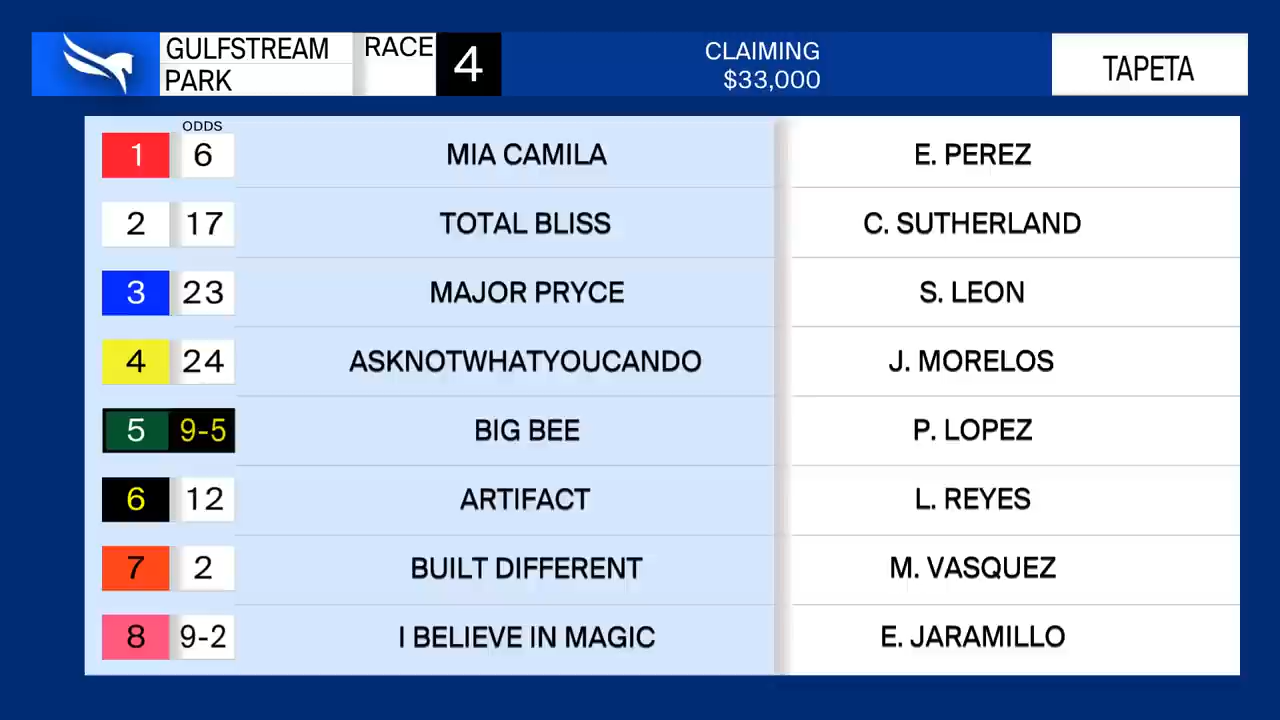 GULFSTREAM
PARK
RACE 4
CLAIMING
$33,000
TAPETA
ODDS
1 6 MIA CAMILA E. PEREZ
2 17 TOTAL BLISS C. SUTHERLAND
3 23 MAJOR PRYCE S. LEON
4 24 ASKNOTWHATYOUCANDO J. MORELOS
5 9-5 BIG BEE P. LOPEZ
6 12 ARTIFACT L. REYES
7 2 BUILT DIFFERENT M. VASQUEZ
8 9-2 I BELIEVE IN MAGIC E. JARAMILLO